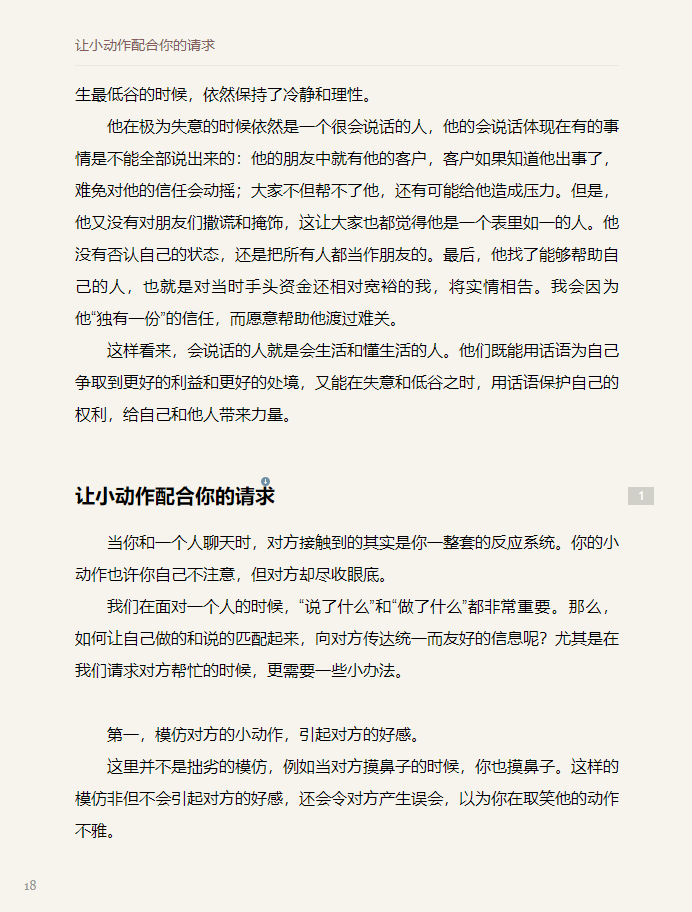 让小动作配合你的请求
生最低谷的时候，依然保持了冷静和理性。
他在极为失意的时候依然是一个很会说话的人，他的会说话体现在有的事
情是不能全部说出来的：他的朋友中就有他的客户，客户如果知道他出事了，
难免对他的信任会动摇；大家不但帮不了他，还有可能给他造成压力。但是，
他又没有对朋友们撒谎和掩饰，这让大家也都觉得他是一个表里如一的人。他
没有否认自己的状态，还是把所有人都当作朋友的。最后，他找了能够帮助自
己的人，也就是对当时手头资金还相对宽裕的我，将实情相告。我会因为
他“独有一份”的信任，而愿意帮助他渡过难关。
这样看来，会说话的人就是会生活和懂生活的人。他们既能用话语为自己
争取到更好的利益和更好的处境，又能在失意和低谷之时，用话语保护自己的
权利，给自己和他人带来力量。
让小动作配合你的请求
1
当你和一个人聊天时，对方接触到的其实是你一整套的反应系统。你的小
动作也许你自己不注意，但对方却尽收眼底。
我们在面对一个人的时候，“说了什么”和“做了什么”都非常重要。那么，
如何让自己做的和说的匹配起来，向对方传达统一而友好的信息呢？尤其是在
我们请求对方帮忙的时候，更需要一些小办法。
第一，模仿对方的小动作，引起对方的好感。
这里并不是拙劣的模仿，例如当对方摸鼻子的时候，你也摸鼻子。这样的
模仿非但不会引起对方的好感，还会令对方产生误会，以为你在取笑他的动作
不雅。
18